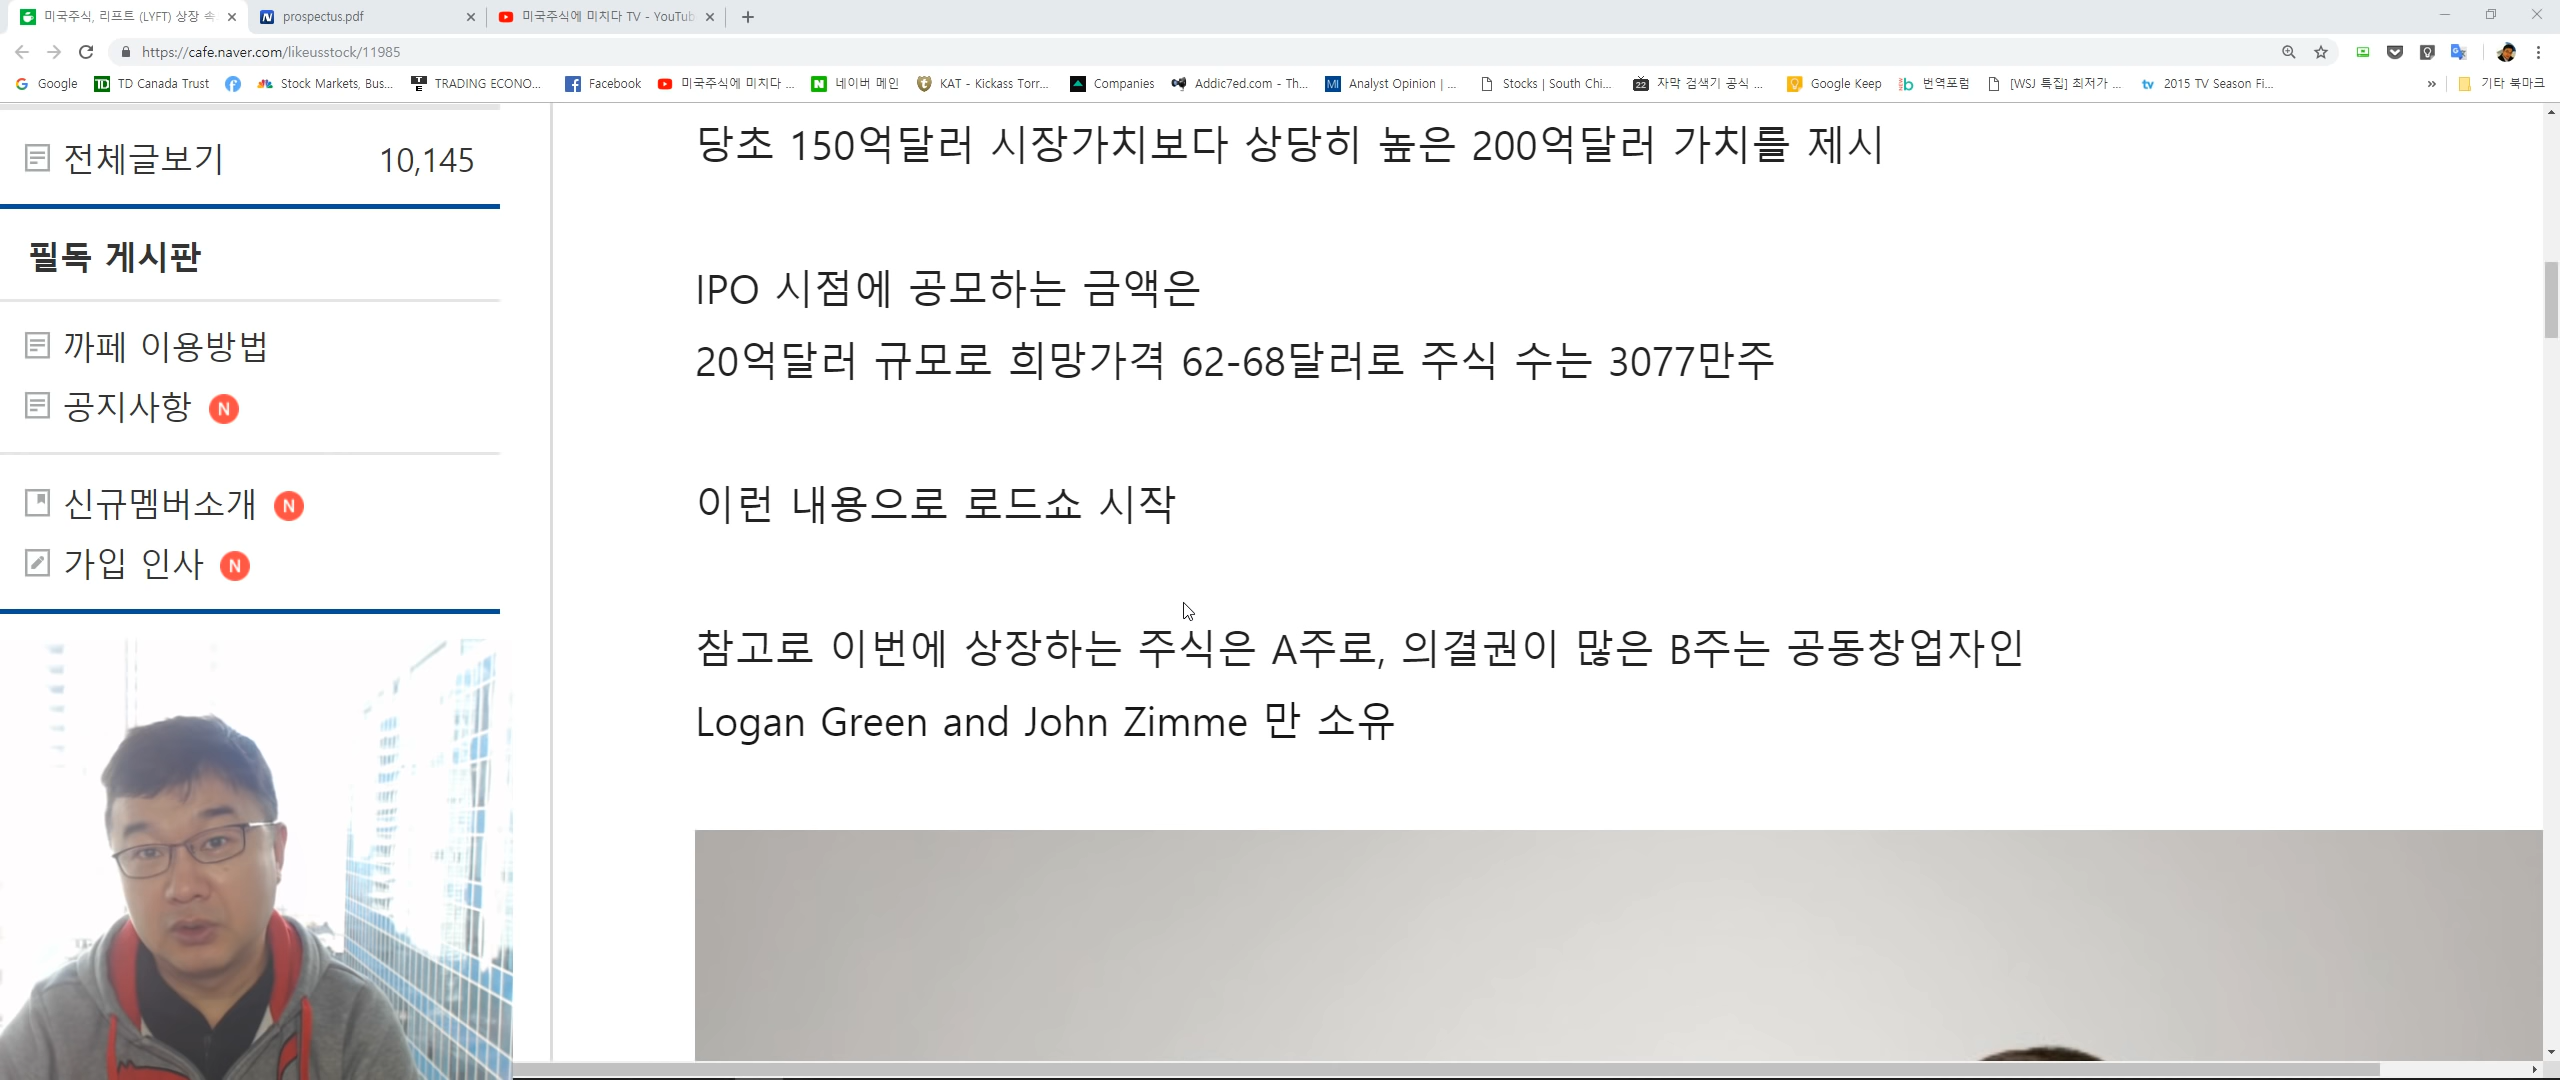 미국주식, 리프트 (LYFT) 상장 속
prospectus.pdf
미국주식에 미치다 TV - YouTub
https://cafe.naver.com/likeusstock/11985
Google
TD Canada Trust
Stock Markets, Bus...
TRADING ECONO...
Facebook
미국주식에 미치다 ...
네이버 메인
KAT - Kickass Torr...
Companies
Addic7ed.com - Th...
Analyst Opinion | ...
Stocks | South Chi...
자막 검색기 공식 ...
Google Keep
번역포럼
[WSJ 특집] 최저가 ...
2015 TV Season Fi...
»
기타 북마크
전체글보기 10,145
필독 게시판
까페 이용방법
공지사항 N
신규멤버소개 N
가입 인사 N
당초 150억달러 시장가치보다 상당히 높은 200억달러 가치를 제시
IPO 시점에 공모하는 금액은
20억달러 규모로 희망가격 62-68달러로 주식 수는 3077만주
이런 내용으로 로드쇼 시작
참고로 이번에 상장하는 주식은 A주로, 의결권이 많은 B주는 공동창업자인
Logan Green and John Zimme 만 소유